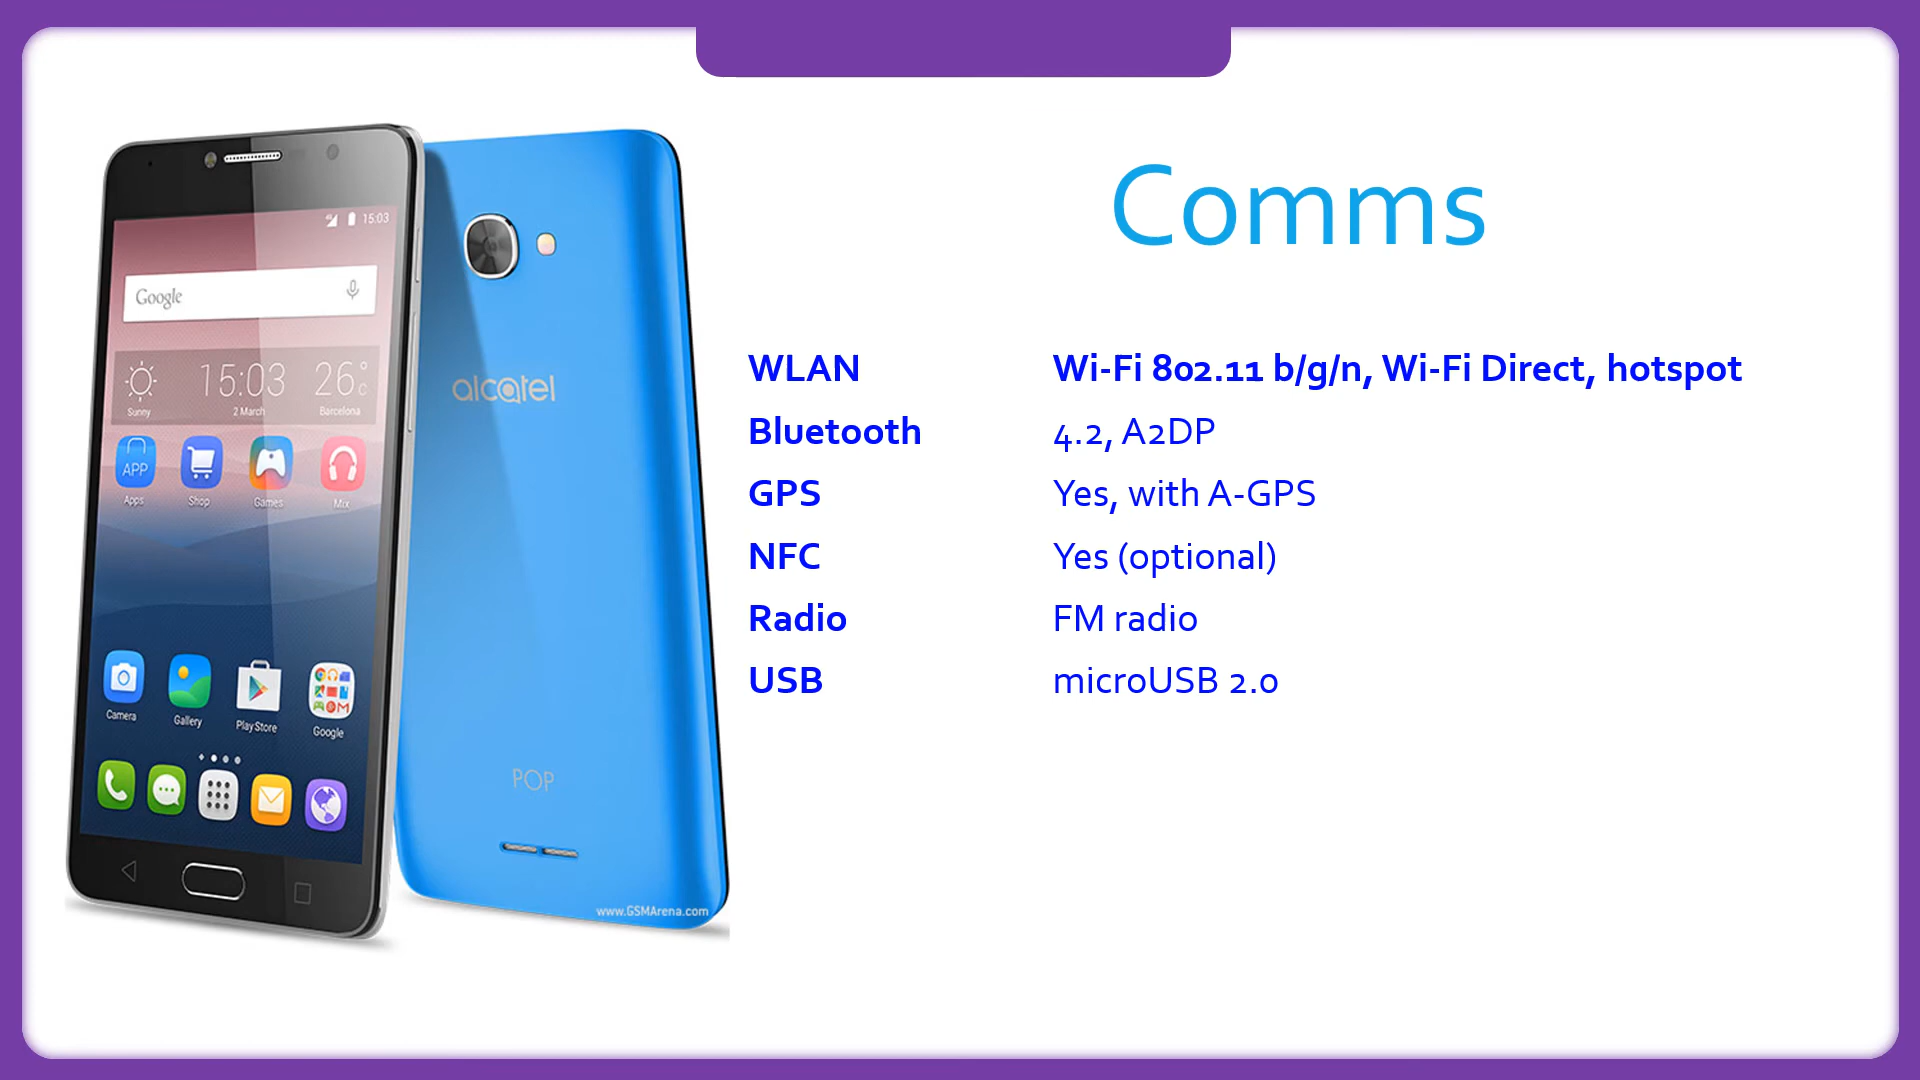 Comms
15:03
Google
15:03 26°c
Sunny 2 March Barcelona
APP
Apps Shop Games Mix
Camera Gallery Play Store Google
alcatel
POP
www.GSMArena.com
WLAN Wi-Fi 802.11 b/g/n, Wi-Fi Direct, hotspot
Bluetooth 4.2, A2DP
GPS Yes, with A-GPS
NFC Yes (optional)
Radio FM radio
USB microUSB 2.0